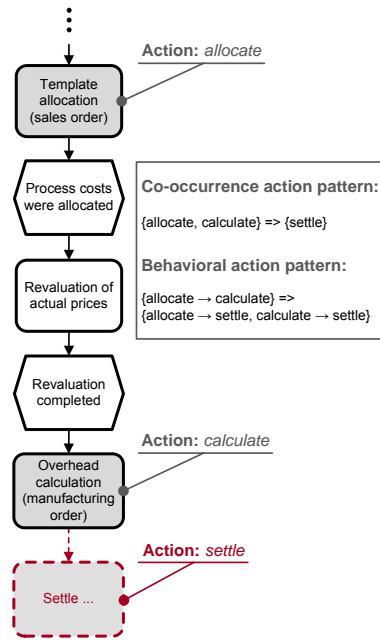 Action: allocate
Template
allocation
(sales order)
Process costs
were allocated
Co-occurrence action pattern:
{allocate, calculate} => {settle}
Behavioral action pattern:
{allocate → calculate} =>
{allocate → settle, calculate → settle}
Revaluation of
actual prices
Revaluation
completed
Action: calculate
Overhead
calculation
(manufacturing
order)
Action: settle
Settle ...